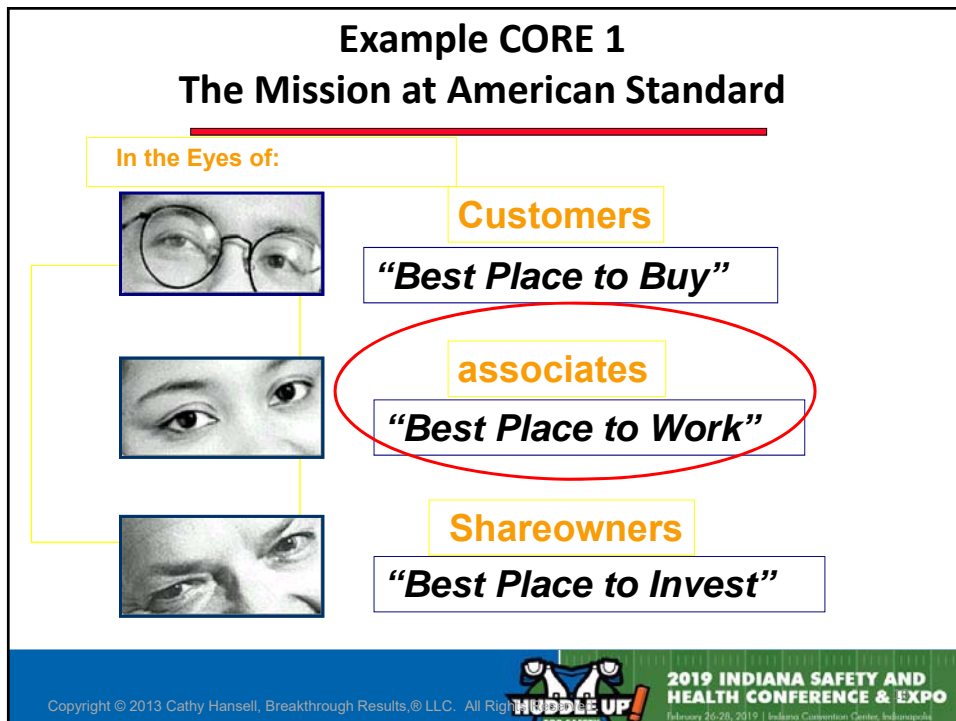 Example CORE 1
The Mission at American Standard
In the Eyes of:
Customers
“Best Place to Buy”
associates
“Best Place to Work”
Shareowners
“Best Place to Invest”
Copyright © 2013 Cathy Hansell, Breakthrough Results,® LLC. All Rights Reserved
HUDDLE UP!
FOR SAFETY
2019 INDIANA SAFETY AND
HEALTH CONFERENCE & EXPO
February 26-28, 2019 | Indiana Convention Center, Indianapolis